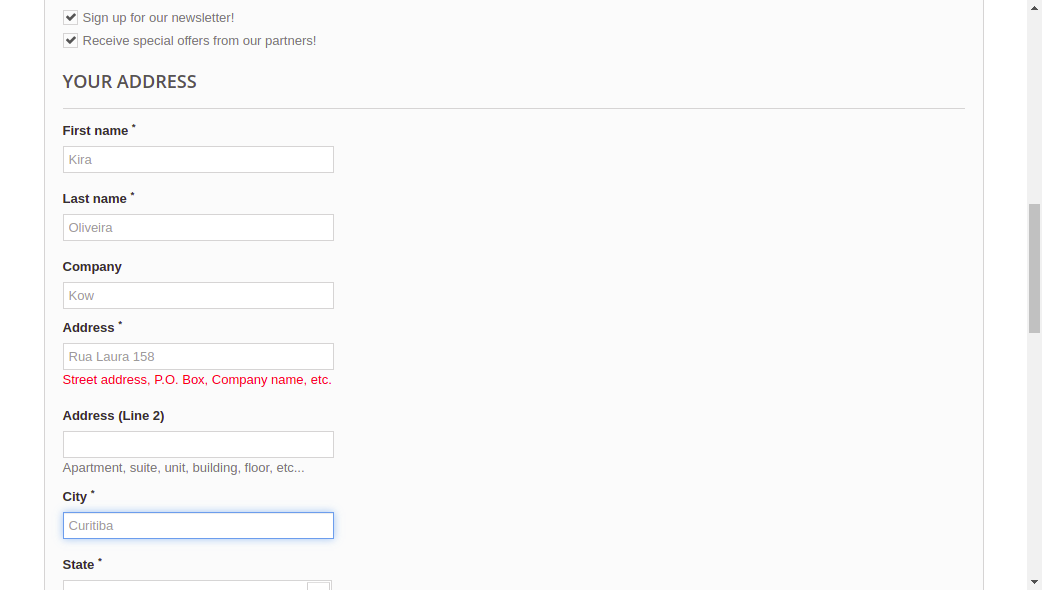 Sign up for our newsletter!
Receive special offers from our partners!
YOUR ADDRESS
First name *
Kira
Last name *
Oliveira
Company
Kow
Address *
Rua Laura 158
Street address, P.O. Box, Company name, etc.
Address (Line 2)
Apartment, suite, unit, building, floor, etc...
City *
Curitiba
State *